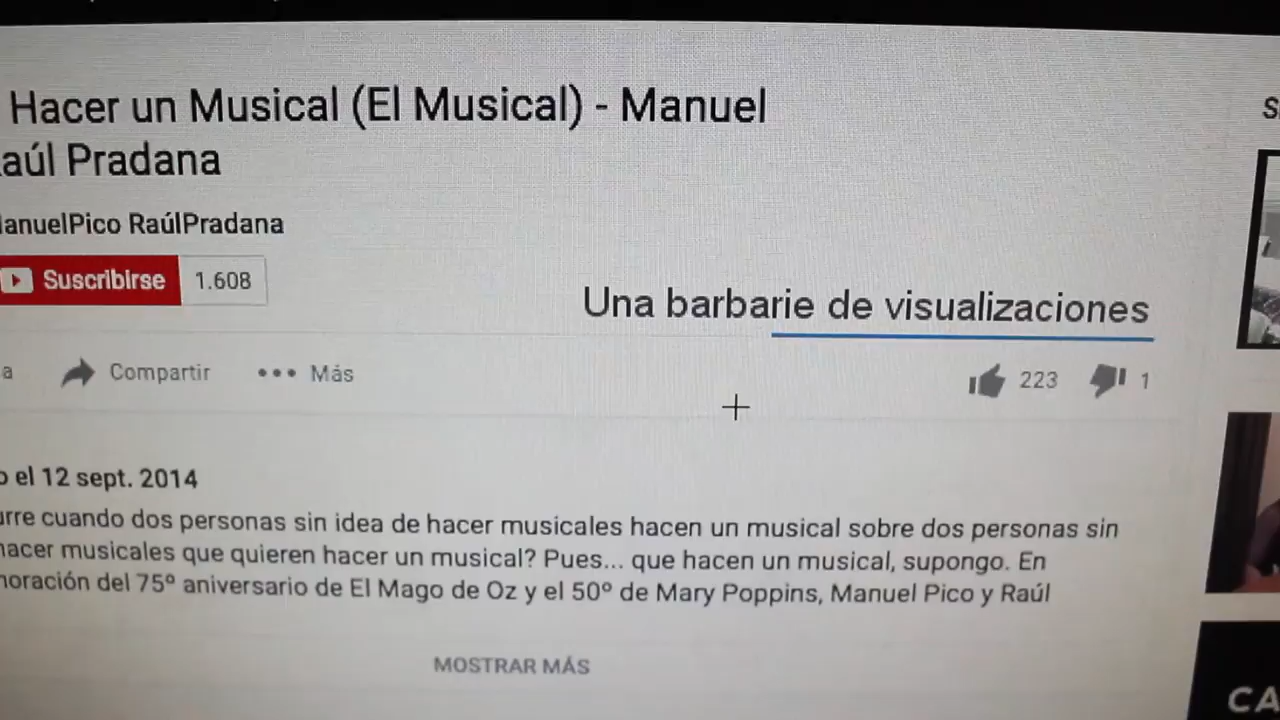 Hacer un Musical (El Musical) - Manuel
aúl Pradana
anuelPico RaúlPradana
Suscribirse 1.608
Una barbarie de visualizaciones
a Compartir ••• Más 223 1
o el 12 sept. 2014
rre cuando dos personas sin idea de hacer musicales hacen un musical sobre dos personas sin
hacer musicales que quieren hacer un musical? Pues... que hacen un musical, supongo. En
moración del 75º aniversario de El Mago de Oz y el 50º de Mary Poppins, Manuel Pico y Raúl
MOSTRAR MÁS
S
CA